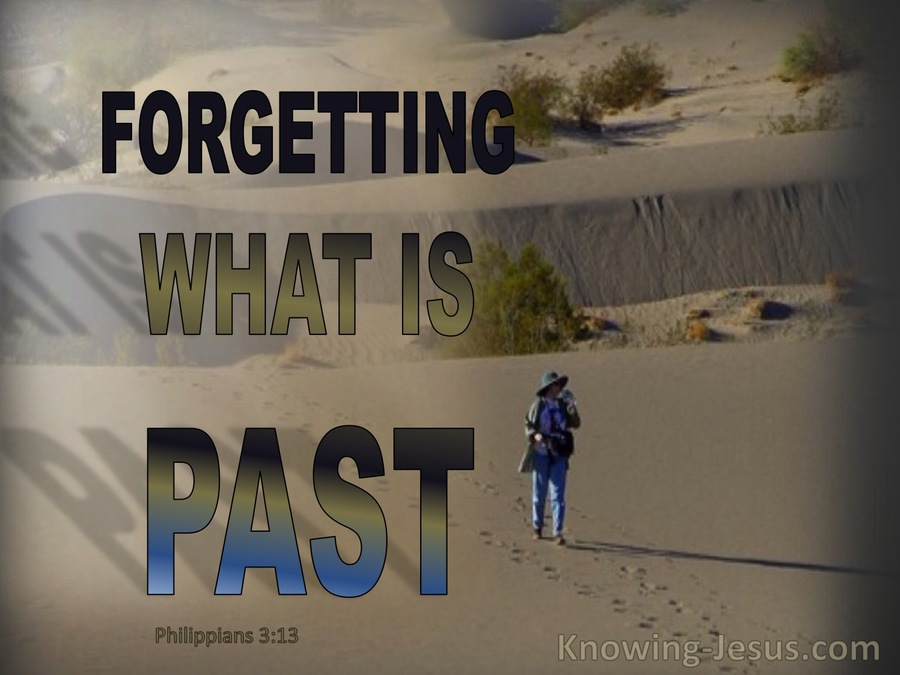 FORGETTING
WHAT IS
PAST
Philippians 3:13
Knowing-Jesus.com